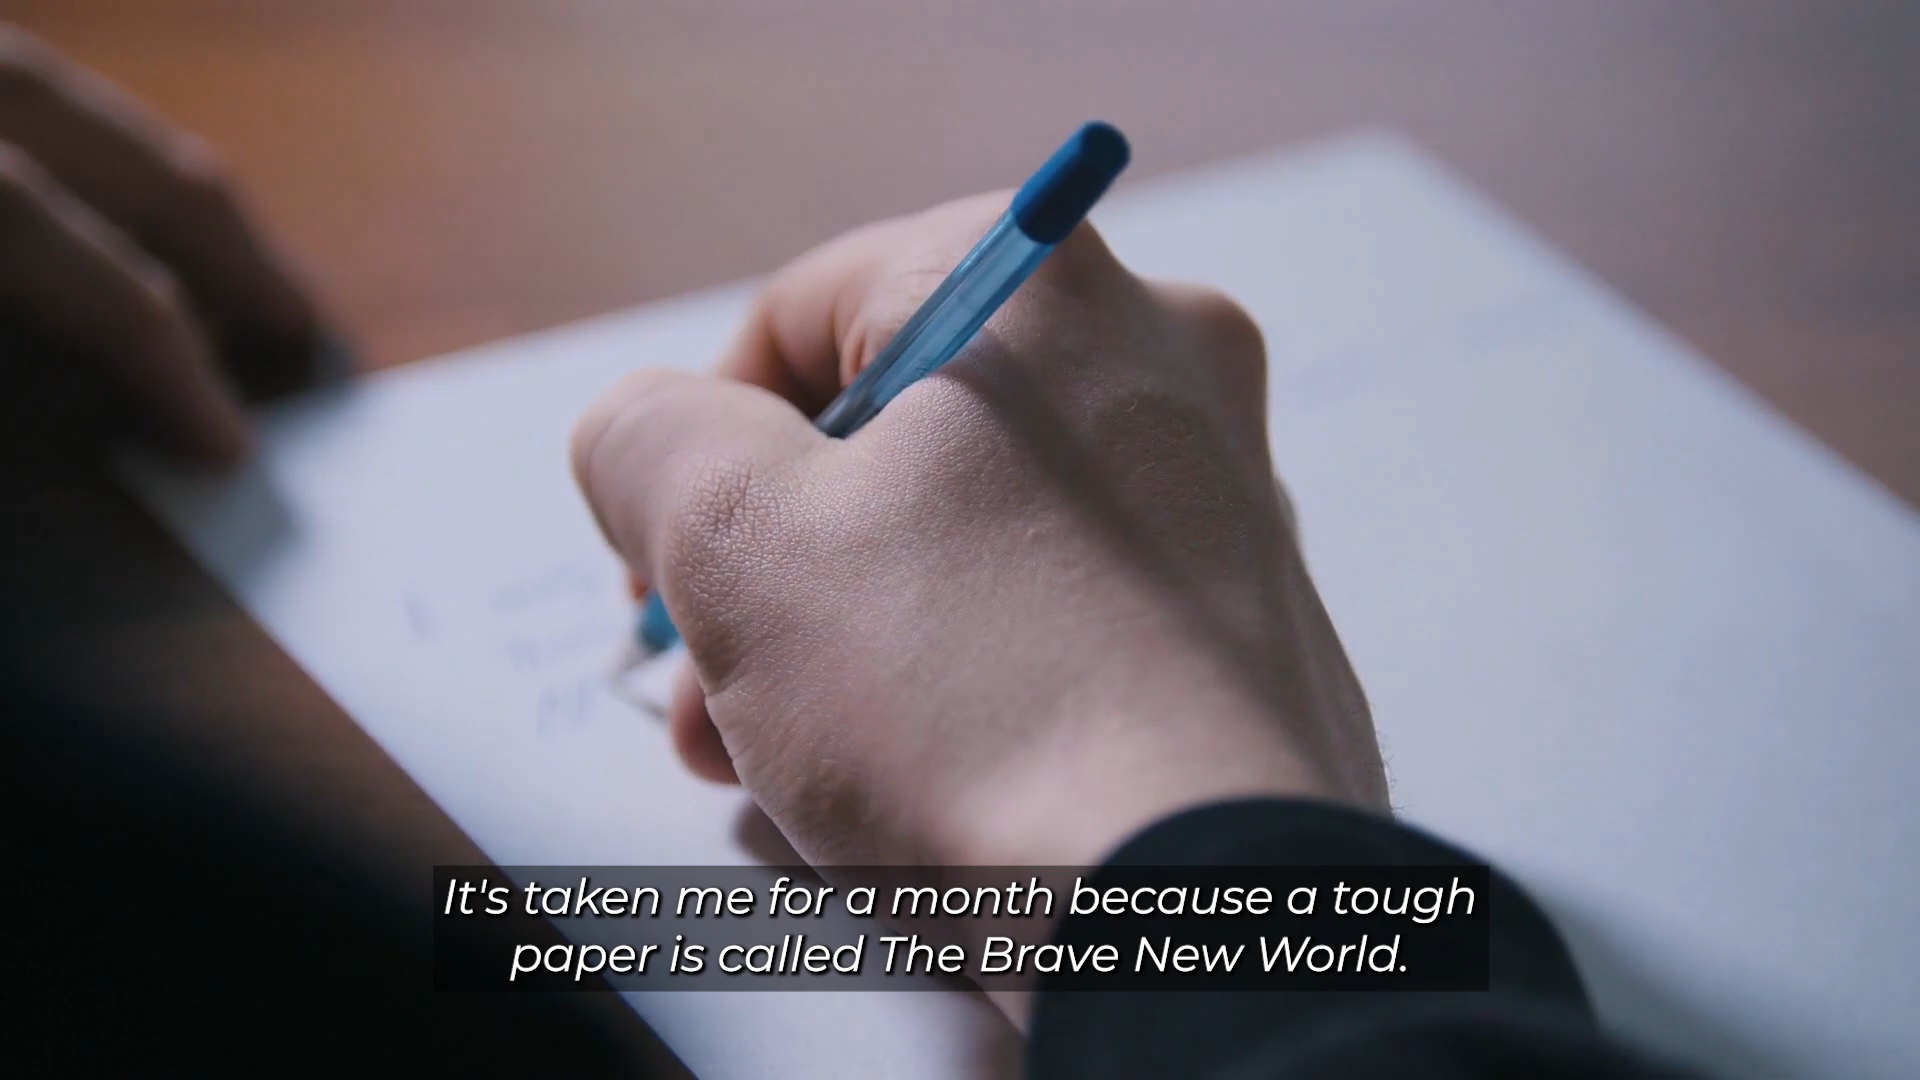 It's taken me for a month because a tough
paper is called The Brave New World.